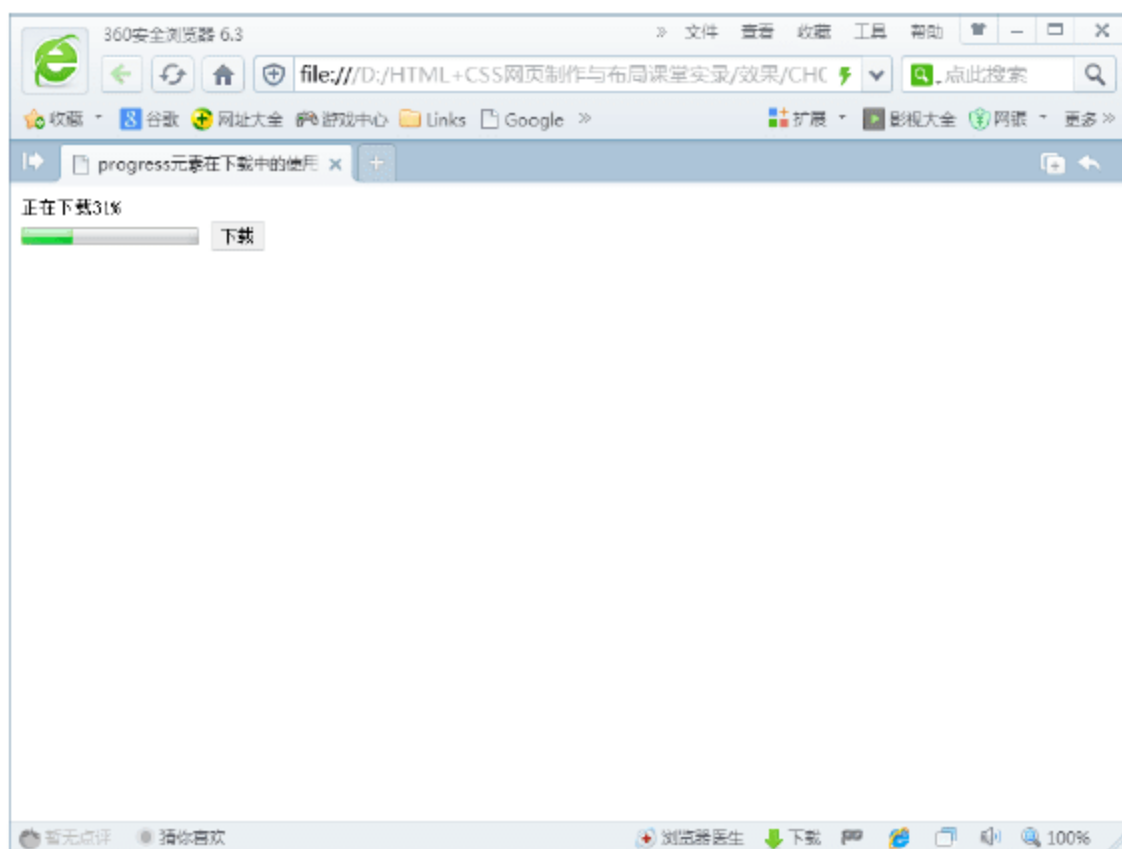 360安全浏览器 6.3 » 文件 查看 收藏 工具 帮助
file:///D:/HTML+CSS网页制作与布局课堂实录/效果/CHC 点此搜索
收藏 谷歌 网址大全 游戏中心 Links Google » 扩展 影视大全 网银 更多 »
progress元素在下载中的使用
正在下载31%
下载
暂无点评 猜你喜欢 浏览器医生 下载 100%